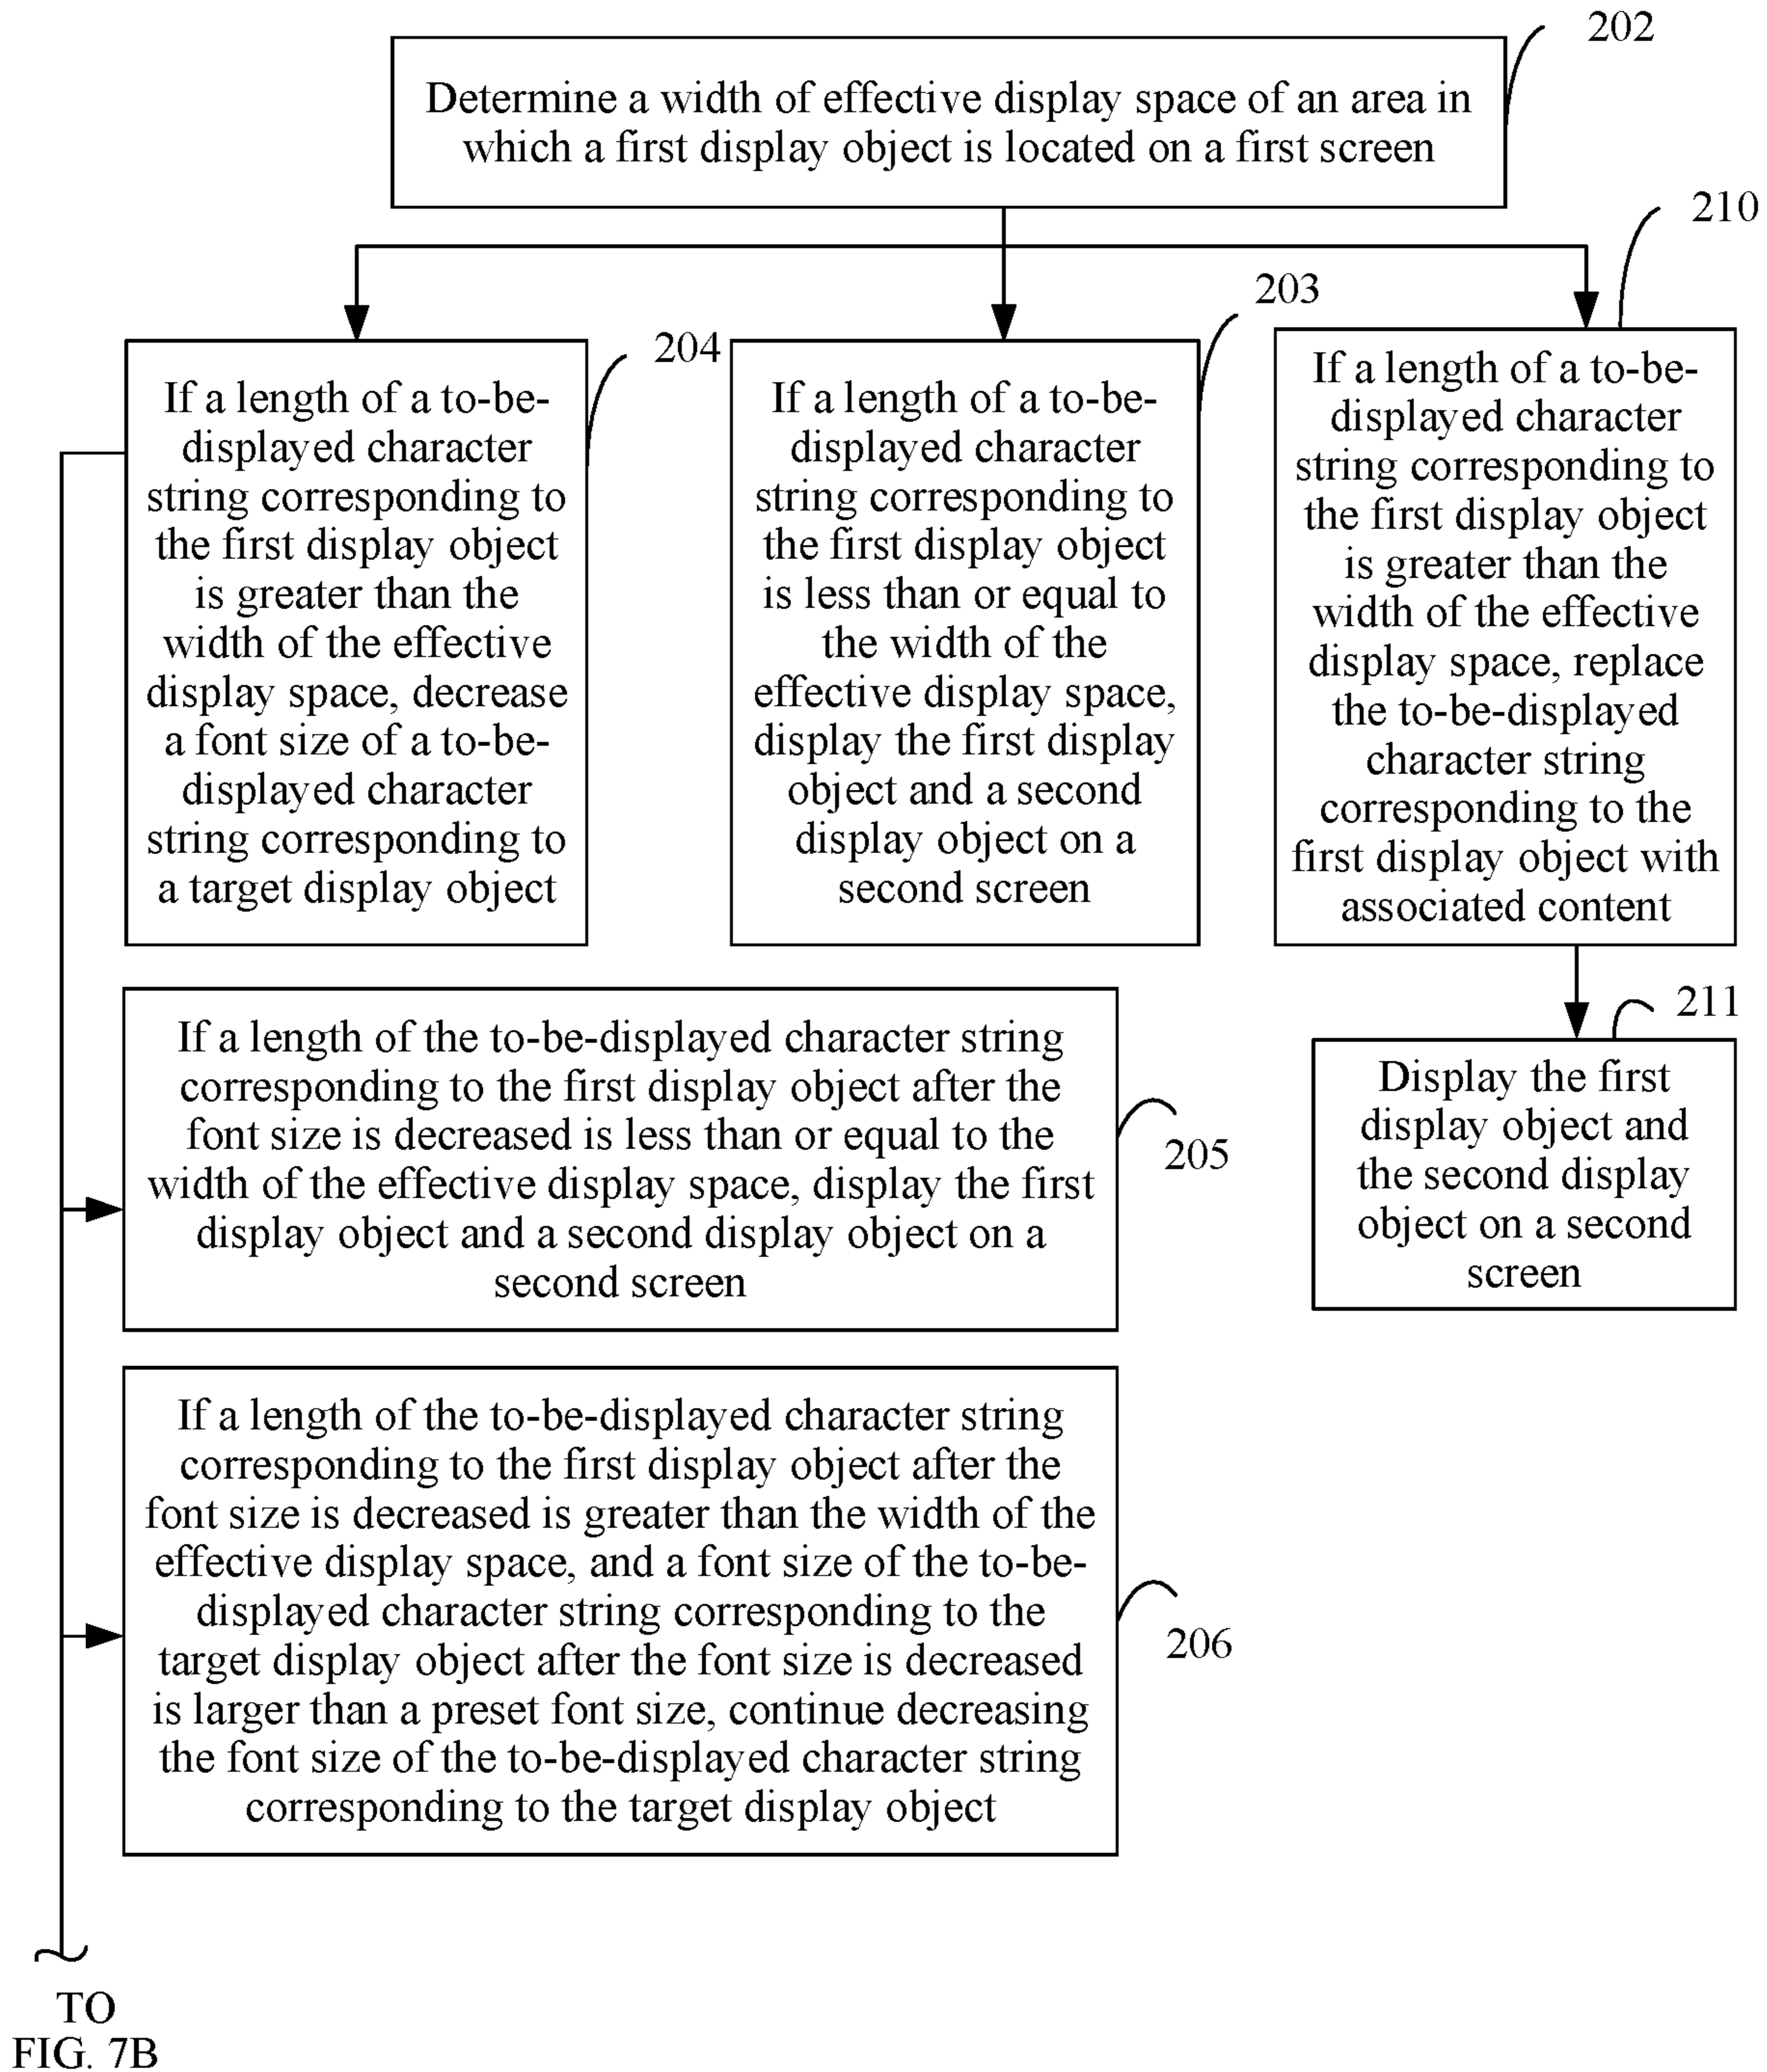 202
Determine a width of effective display space of an area in
which a first display object is located on a first screen
204
If a length of a to-be-
displayed character
string corresponding to
the first display object
is greater than the
width of the effective
display space, decrease
a font size of a to-be-
displayed character
string corresponding to
a target display object
203
If a length of a to-be-
displayed character
string corresponding to
the first display object
is less than or equal to
the width of the
effective display space,
display the first display
object and a second
display object on a
second screen
210
If a length of a to-be-
displayed character
string corresponding to
the first display object
is greater than the
width of the effective
display space, replace
the to-be-displayed
character string
corresponding to the
first display object with
associated content
211
Display the first
display object and
the second display
object on a second
screen
If a length of the to-be-displayed character string
corresponding to the first display object after the
font size is decreased is less than or equal to the
width of the effective display space, display the first
display object and a second display object on a
second screen
205
If a length of the to-be-displayed character string
corresponding to the first display object after the
font size is decreased is greater than the width of the
effective display space, and a font size of the to-be-
displayed character string corresponding to the
target display object after the font size is decreased
is larger than a preset font size, continue decreasing
the font size of the to-be-displayed character string
corresponding to the target display object
206
TO
FIG. 7B